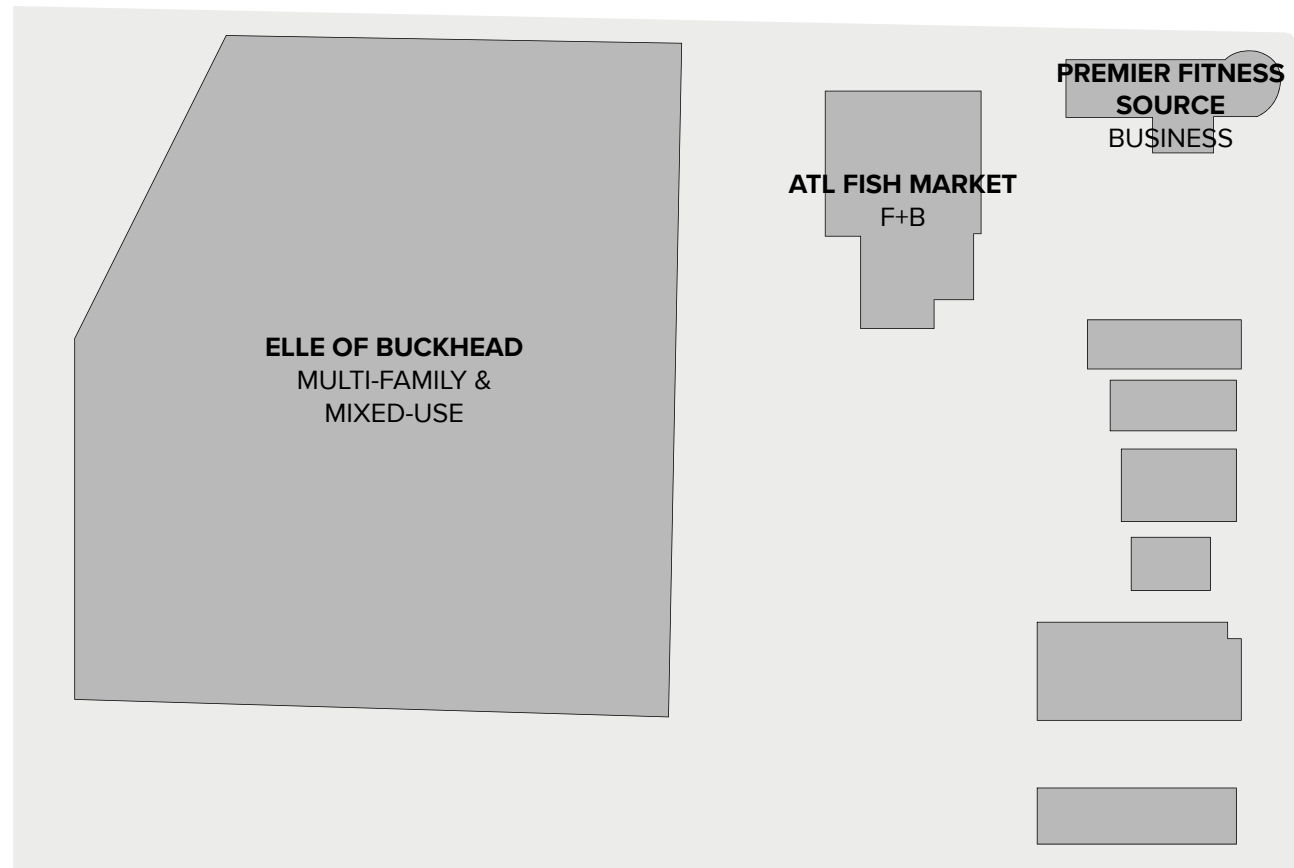 PREMIER FITNESS
SOURCE
BUSINESS
ATL FISH MARKET
F+B
ELLE OF BUCKHEAD
MULTI-FAMILY &
MIXED-USE